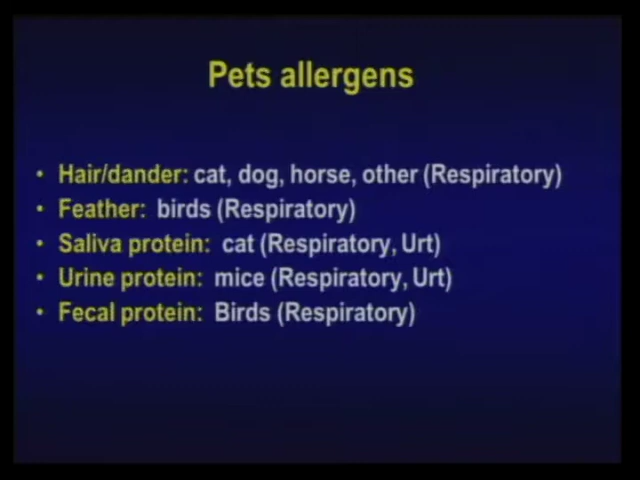 Pets allergens
• Hair/dander: cat, dog, horse, other (Respiratory)
• Feather: birds (Respiratory)
• Saliva protein: cat (Respiratory, Urt)
• Urine protein: mice (Respiratory, Urt)
• Fecal protein: Birds (Respiratory)